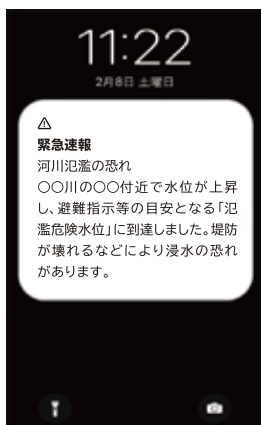 11:22
2月8日 土曜日
緊急速報
河川氾濫の恐れ
〇〇川の〇〇付近で水位が上昇
し、避難指示等の目安となる「氾
濫危険水位」に到達しました。堤防
が壊れるなどにより浸水の恐れ
があります。